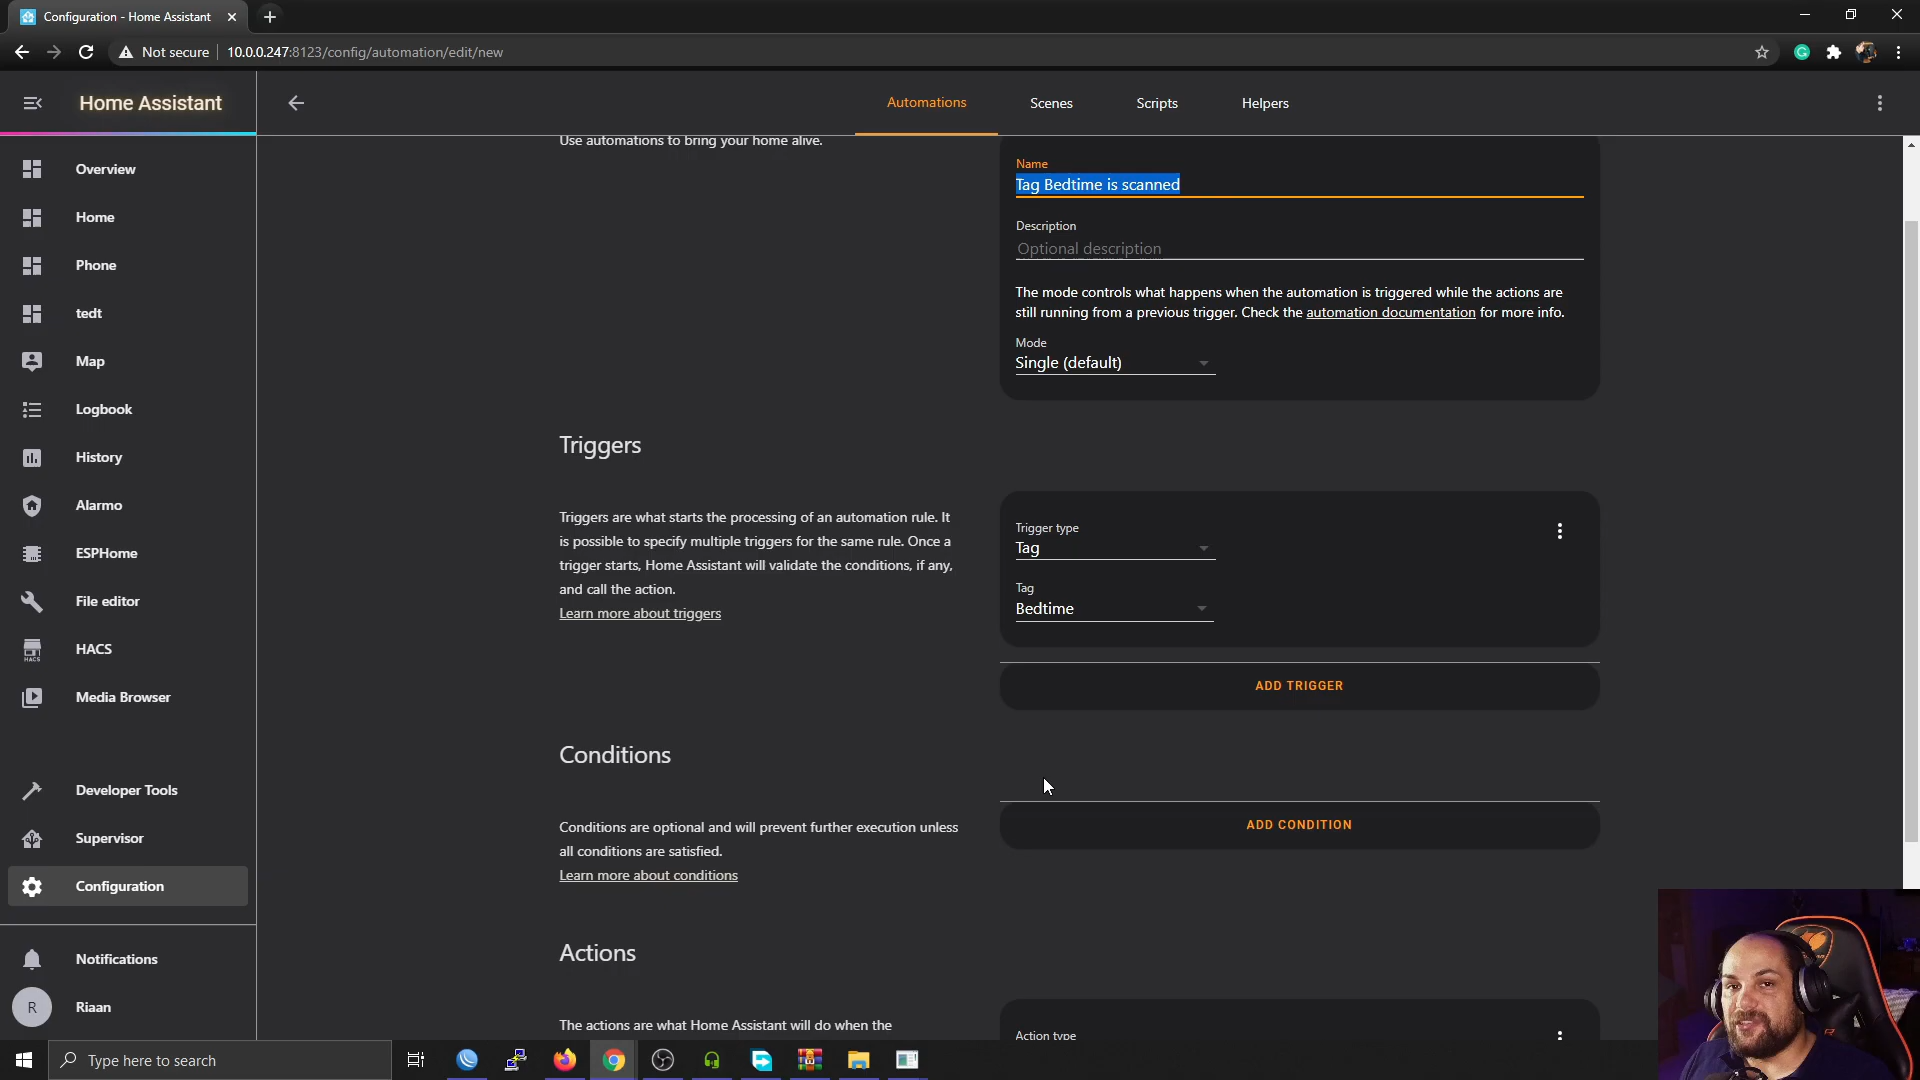 Configuration - Home Assistant
Not secure
10.0.0.247:8123/config/automation/edit/new
Home Assistant
Automations
Scenes
Scripts
Helpers
Overview
Home
Phone
tedt
Map
Logbook
History
Alarmo
ESPHome
File editor
HACS
HACS
Media Browser
Developer Tools
Supervisor
Configuration
Notifications
R
Riaan
Use automations to bring your home alive.
Name
Tag Bedtime is scanned
Description
Optional description
The mode controls what happens when the automation is triggered while the actions are
still running from a previous trigger. Check the automation documentation for more info.
Mode
Single (default)
Triggers
Triggers are what starts the processing of an automation rule. It
is possible to specify multiple triggers for the same rule. Once a
trigger starts, Home Assistant will validate the conditions, if any,
and call the action.
Learn more about triggers
Trigger type
Tag
Tag
Bedtime
ADD TRIGGER
Conditions
Conditions are optional and will prevent further execution unless
all conditions are satisfied.
Learn more about conditions
ADD CONDITION
Actions
The actions are what Home Assistant will do when the
Action type
Type here to search